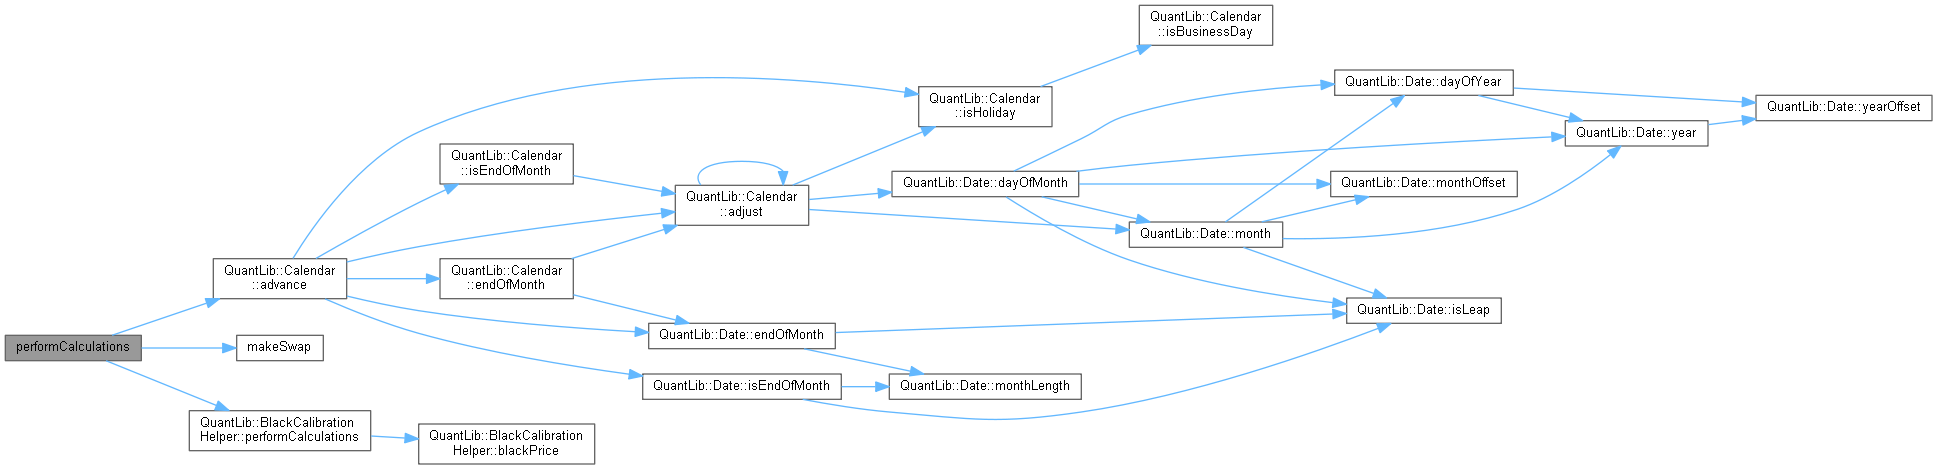 performCalculations
QuantLib::Calendar
::advance
makeSwap
QuantLib::BlackCalibration
Helper::performCalculations
QuantLib::Calendar
::isEndOfMonth
QuantLib::Calendar
::endOfMonth
QuantLib::BlackCalibration
Helper::blackPrice
QuantLib::Calendar
::adjust
QuantLib::Date::endOfMonth
QuantLib::Date::isEndOfMonth
QuantLib::Calendar
::isHoliday
QuantLib::Date::dayOfMonth
QuantLib::Date::monthLength
QuantLib::Calendar
::isBusinessDay
QuantLib::Date::month
QuantLib::Date::dayOfYear
QuantLib::Date::monthOffset
QuantLib::Date::isLeap
QuantLib::Date::year
QuantLib::Date::yearOffset